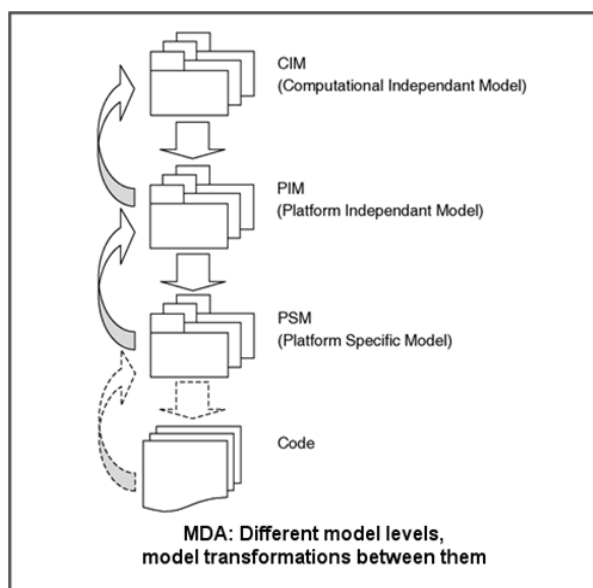 CIM
(Computational Independant Model)
PIM
(Platform Independant Model)
PSM
(Platform Specific Model)
Code
MDA: Different model levels,
model transformations between them